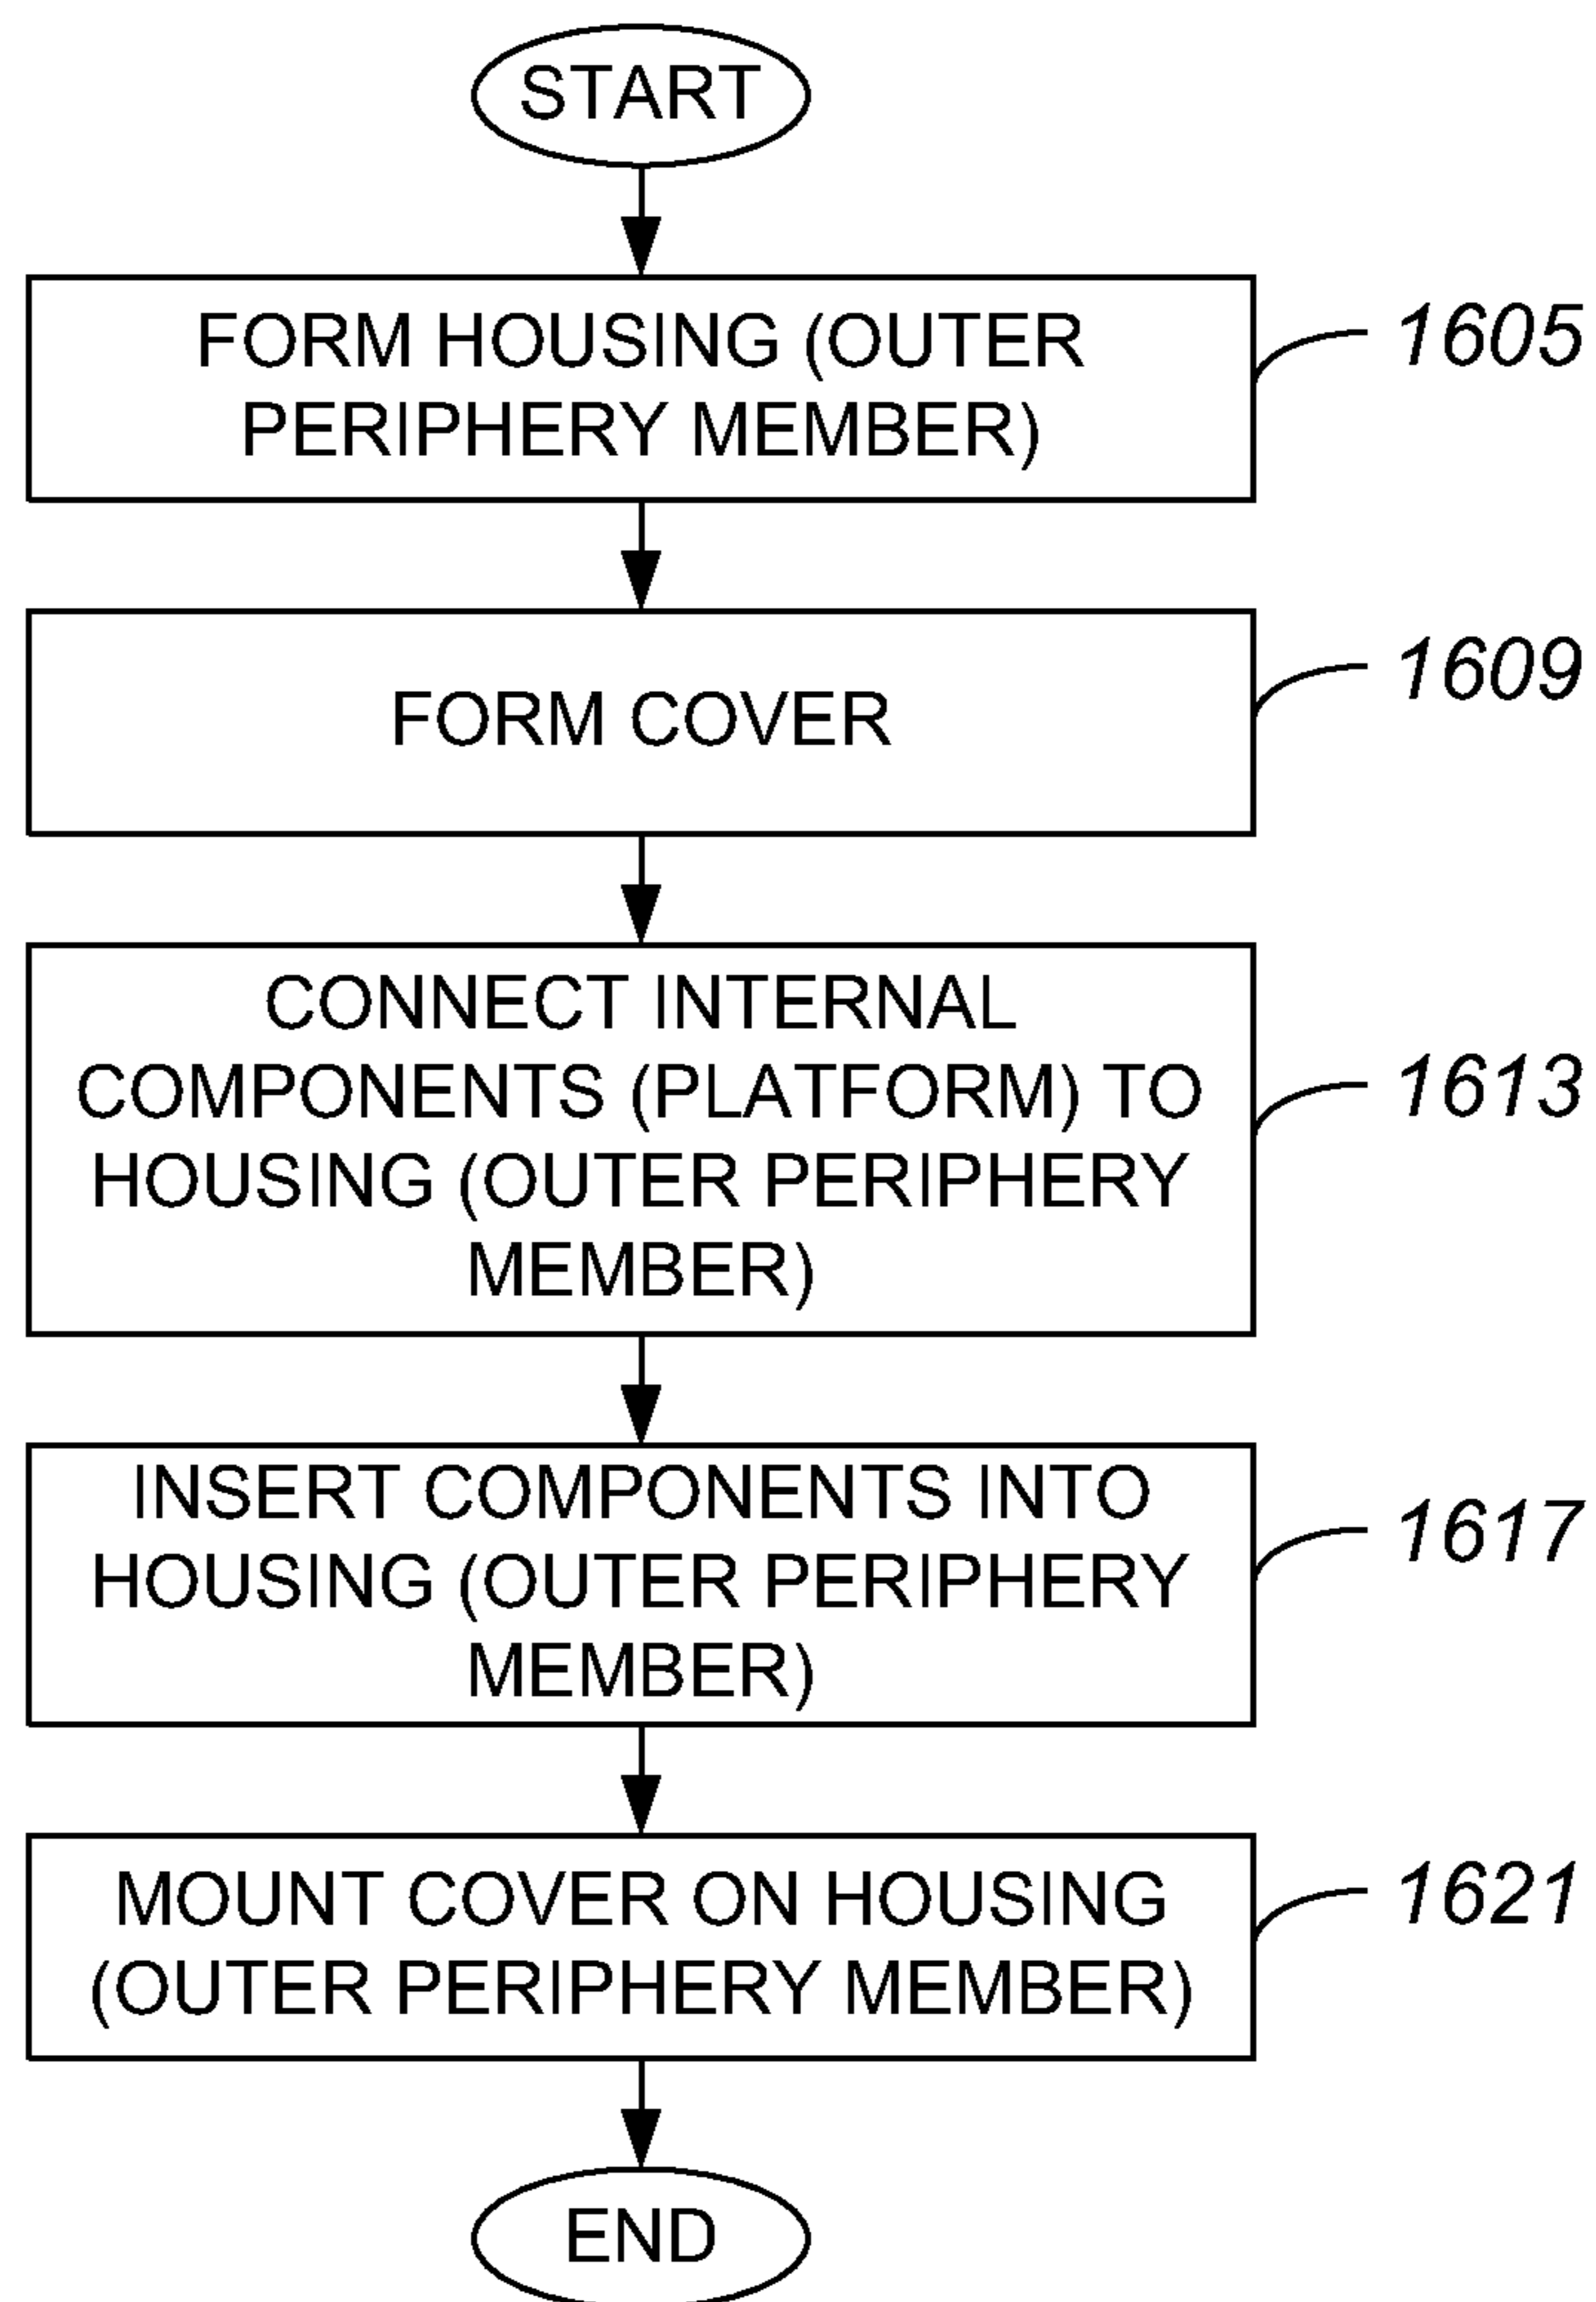 START
FORM HOUSING (OUTER
PERIPHERY MEMBER)
1605
FORM COVER
1609
CONNECT INTERNAL
COMPONENTS (PLATFORM) TO
HOUSING (OUTER PERIPHERY
MEMBER)
1613
INSERT COMPONENTS INTO
HOUSING (OUTER PERIPHERY
MEMBER)
1617
MOUNT COVER ON HOUSING
(OUTER PERIPHERY MEMBER)
1621
END